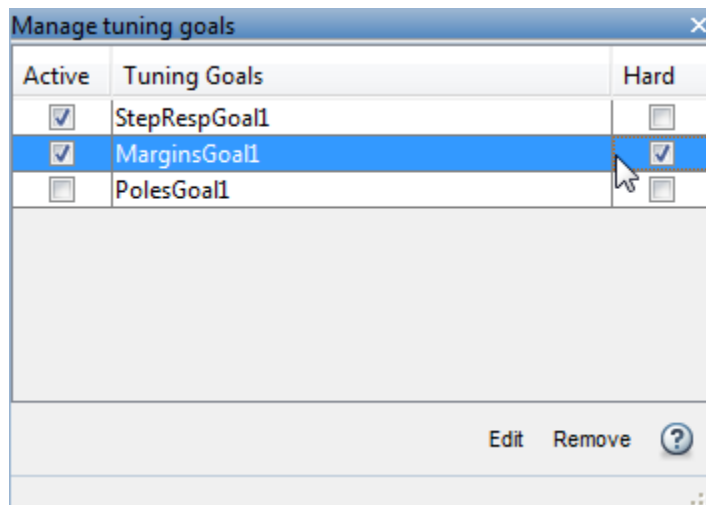 Manage tuning goals
Active Tuning Goals Hard
StepRespGoal1
MarginsGoal1
PolesGoal1
Edit Remove ?